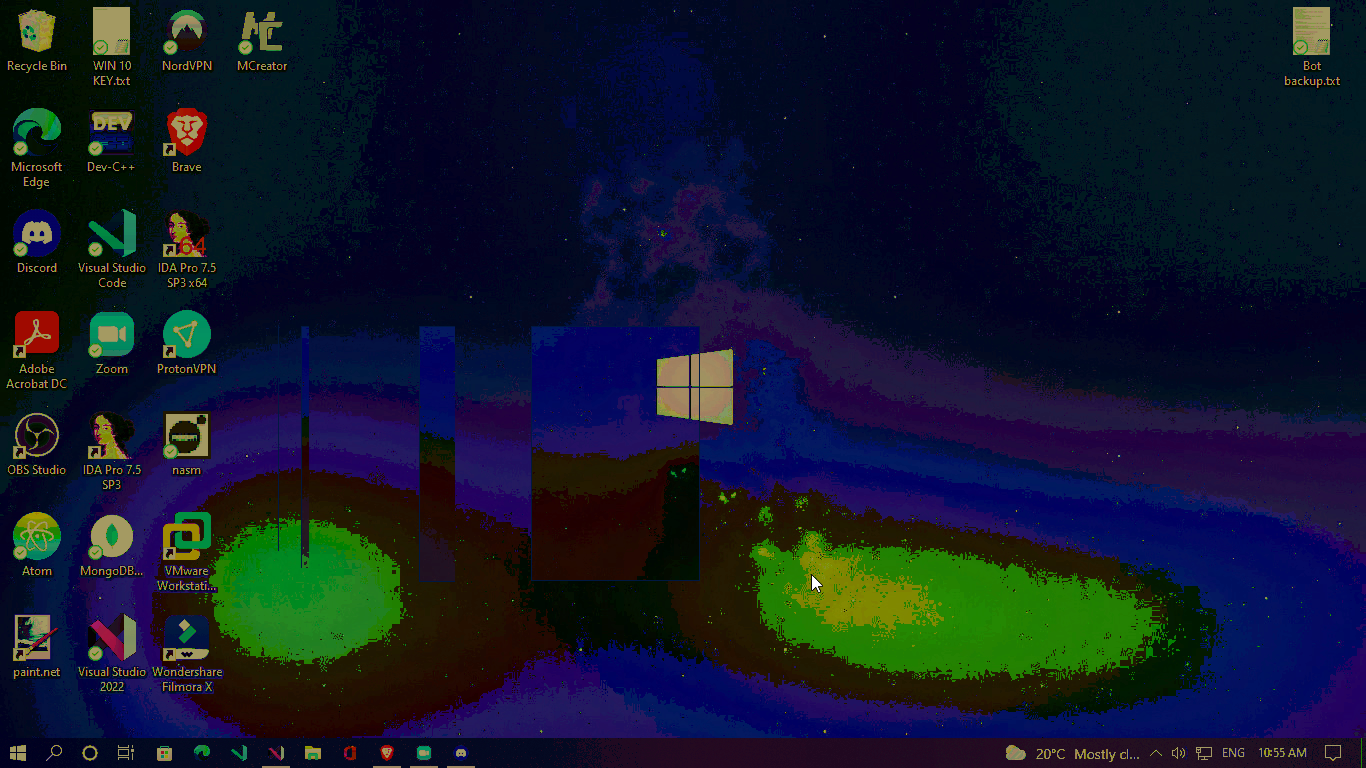 Recycle Bin
WIN 10
KEY.txt
NordVPN
MC
MCreator
Bot
backup.txt
Microsoft
Edge
DEV
Dev-C++
Brave
Discord
Visual Studio
Code
64
IDA Pro 7.5
SP3 x64
Adobe
Acrobat DC
Zoom
ProtonVPN
OBS Studio
IDA Pro 7.5
SP3
nasm
Atom
MongoDB...
VMware
Workstati...
paint.net
Visual Studio
2022
Wondershare
Filmora X
20°C Mostly cl... ENG 10:55 AM